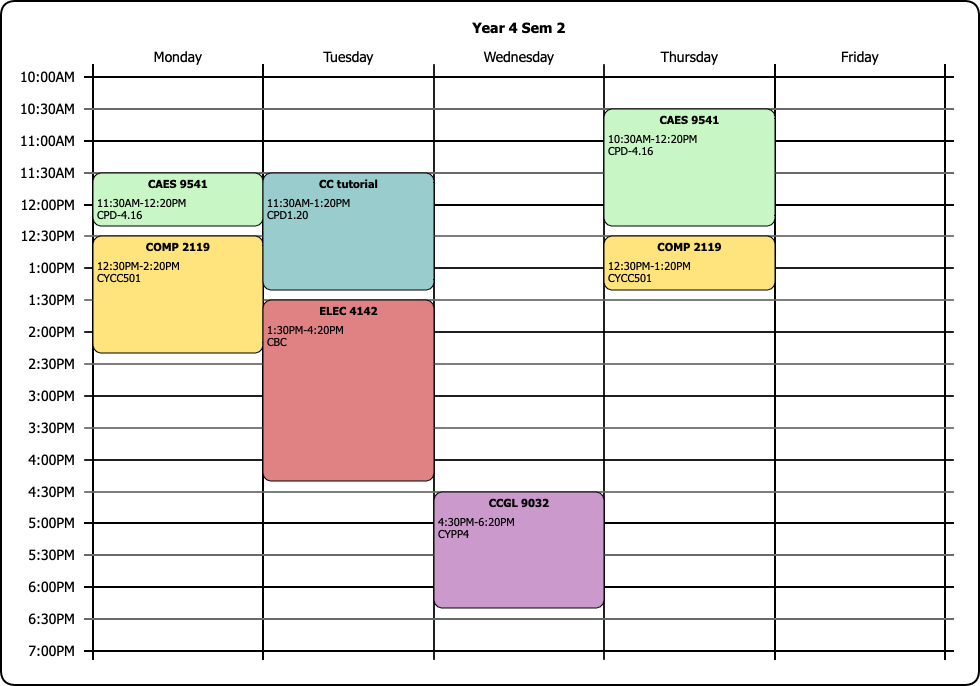 Year 4 Sem 2
Monday Tuesday Wednesday Thursday Friday
10:00AM
10:30AM
CAES 9541
10:30AM-12:20PM
CPD-4.16
11:00AM
11:30AM
CAES 9541
11:30AM-12:20PM
CPD-4.16
CC tutorial
11:30AM-1:20PM
CPD1.20
12:00PM
12:30PM
COMP 2119
12:30PM-2:20PM
CYCC501
COMP 2119
12:30PM-1:20PM
CYCC501
1:00PM
1:30PM
ELEC 4142
1:30PM-4:20PM
CBC
2:00PM
2:30PM
3:00PM
3:30PM
4:00PM
4:30PM
CCGL 9032
4:30PM-6:20PM
CYPP4
5:00PM
5:30PM
6:00PM
6:30PM
7:00PM